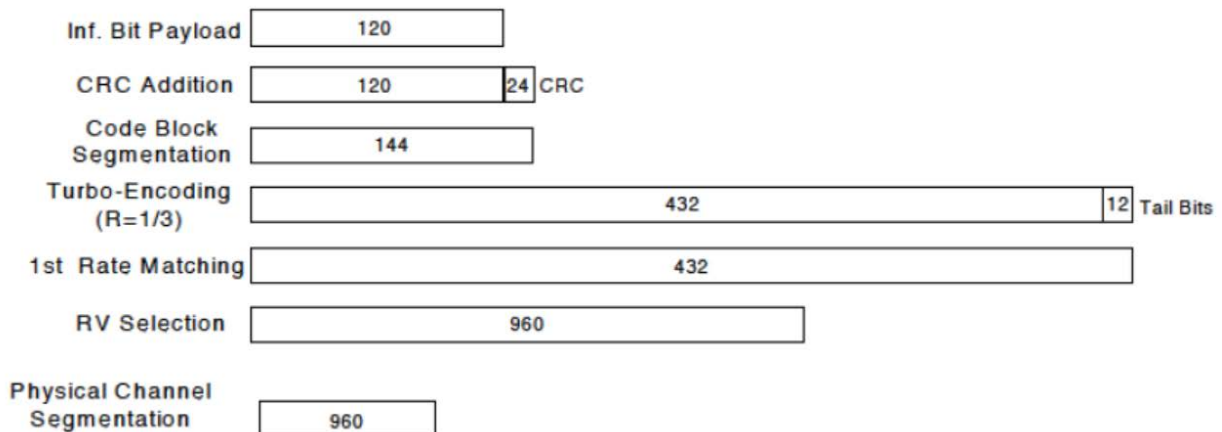 Inf. Bit Payload 120
CRC Addition 120 24 CRC
Code Block
Segmentation 144
Turbo-Encoding
(R=1/3) 432 12 Tail Bits
1st Rate Matching 432
RV Selection 960
Physical Channel
Segmentation 960